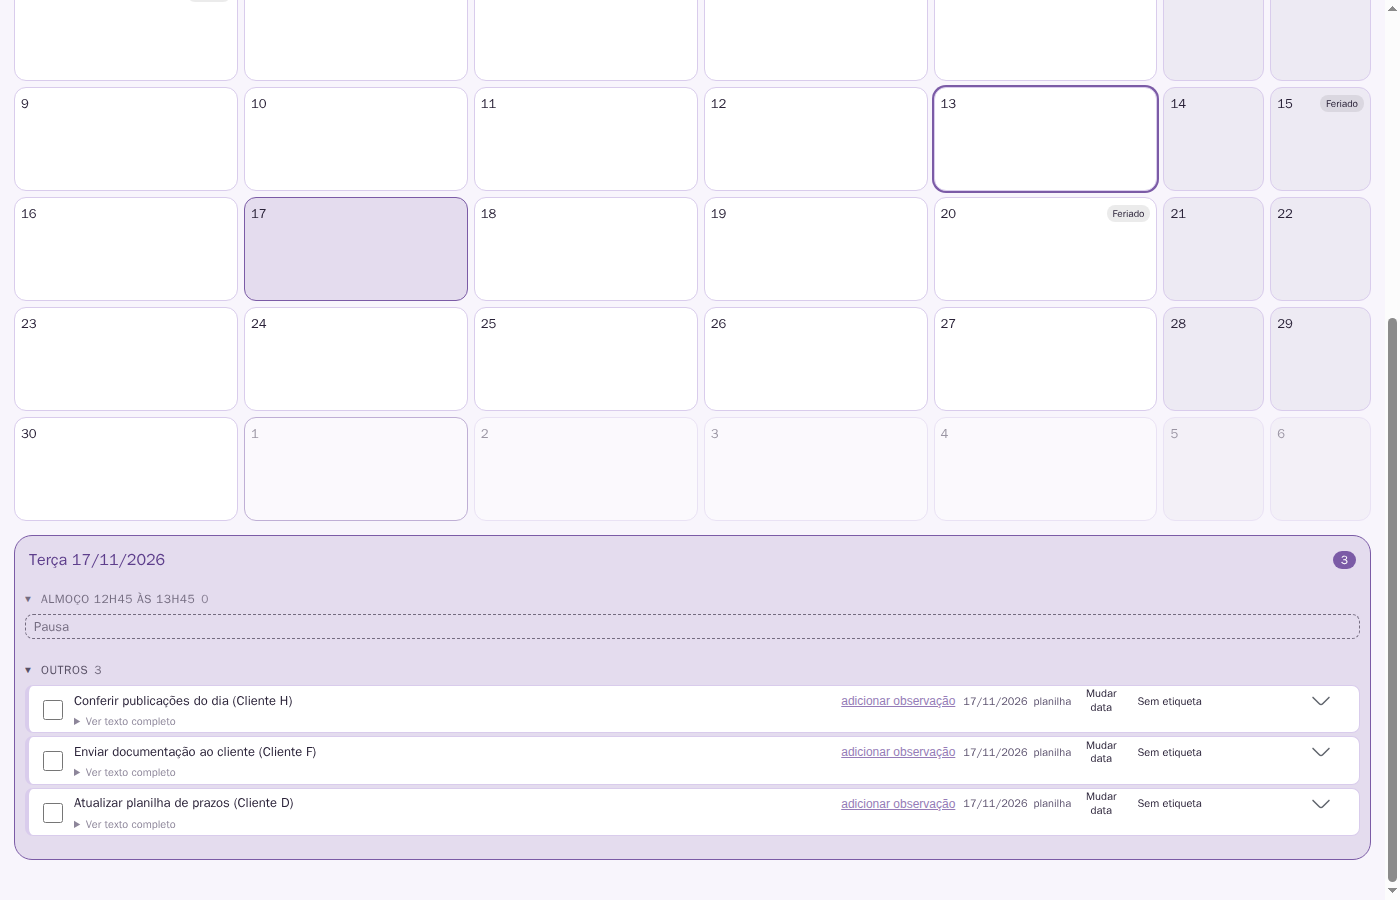 9 10 11 12 13 14 15 Feriado
16 17 18 19 20 Feriado 21 22
23 24 25 26 27 28 29
30 1 2 3 4 5 6
Terça 17/11/2026 3
▼ ALMOÇO 12H45 ÀS 13H45 0
Pausa
▼ OUTROS 3
Conferir publicações do dia (Cliente H) adicionar observação 17/11/2026 planilha Mudar data Sem etiqueta
▶ Ver texto completo
Enviar documentação ao cliente (Cliente F) adicionar observação 17/11/2026 planilha Mudar data Sem etiqueta
▶ Ver texto completo
Atualizar planilha de prazos (Cliente D) adicionar observação 17/11/2026 planilha Mudar data Sem etiqueta
▶ Ver texto completo